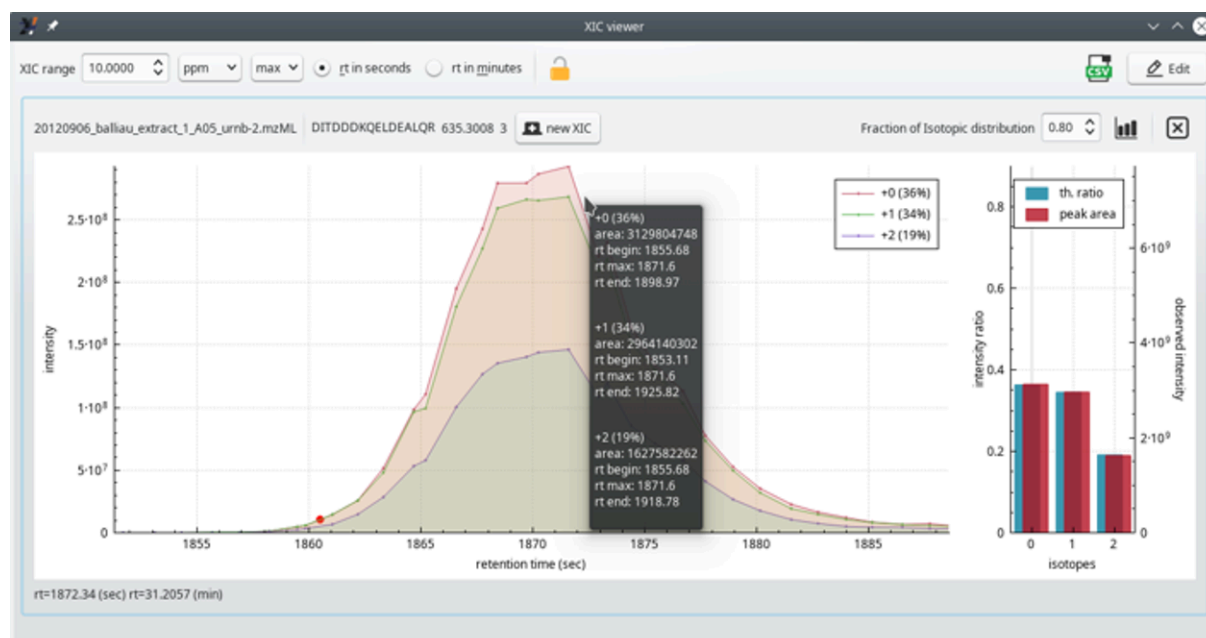 XIC viewer
XIC range 10.0000 ppm max rt in seconds rt in minutes CSV Edit
20120906_balliau_extract_1_A05_urnb-2.mzML DITDDDKQELDEALQR 635.3008 3 new XIC Fraction of Isotopic distribution 0.80
intensity
2.5·10⁸
2·10⁸
1.5·10⁸
1·10⁸
5·10⁷
0
1855 1860 1865 1870 1875 1880 1885
retention time (sec)
+0 (36%)
+1 (34%)
+2 (19%)
+0 (36%)
area: 3129804748
rt begin: 1855.68
rt max: 1871.6
rt end: 1898.97
+1 (34%)
area: 2964140302
rt begin: 1853.11
rt max: 1871.6
rt end: 1925.82
+2 (19%)
area: 1627582262
rt begin: 1855.68
rt max: 1871.6
rt end: 1918.78
intensity ratio
0.8
0.6
0.4
0.2
0
th. ratio
peak area
6·10⁹
4·10⁹
2·10⁹
0
observed intensity
0 1 2
isotopes
rt=1872.34 (sec) rt=31.2057 (min)